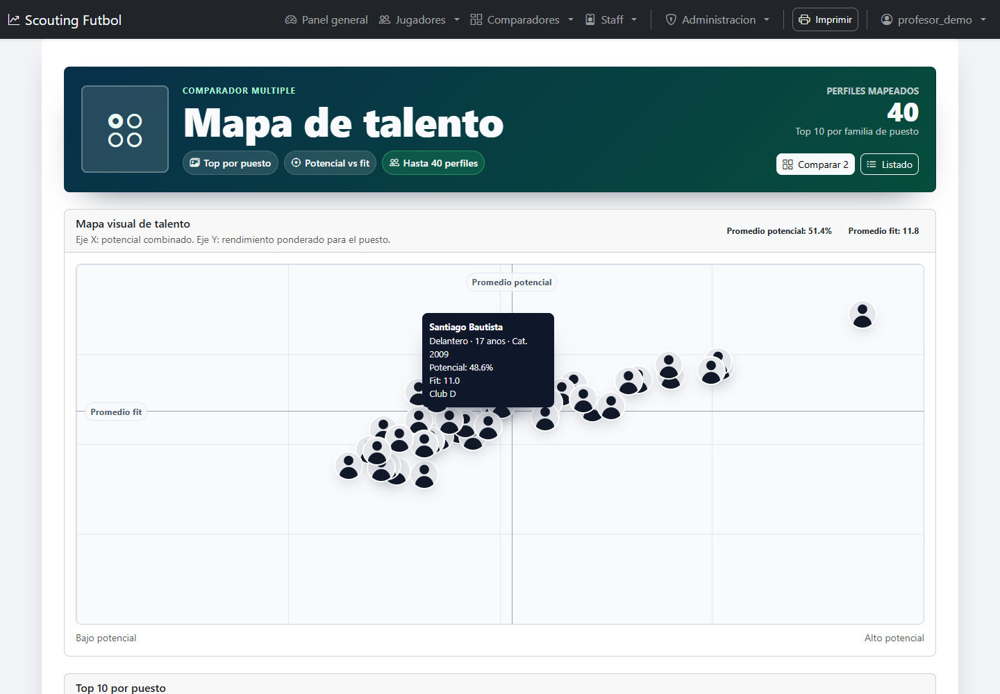 Scouting Futbol
Panel general
Jugadores
Comparadores
Staff
Administracion
Imprimir
profesor_demo
COMPARADOR MULTIPLE
Mapa de talento
Top por puesto
Potencial vs fit
Hasta 40 perfiles
PERFILES MAPEADOS
40
Top 10 por familia de puesto
Comparar 2
Listado
Mapa visual de talento
Eje X: potencial combinado. Eje Y: rendimiento ponderado para el puesto.
Promedio potencial: 51.4%
Promedio fit: 11.8
Promedio potencial
Santiago Bautista
Delantero · 17 anos · Cat.
2009
Potencial: 48.6%
Fit: 11.0
Club D
Promedio fit
Bajo potencial
Alto potencial
Top 10 por puesto